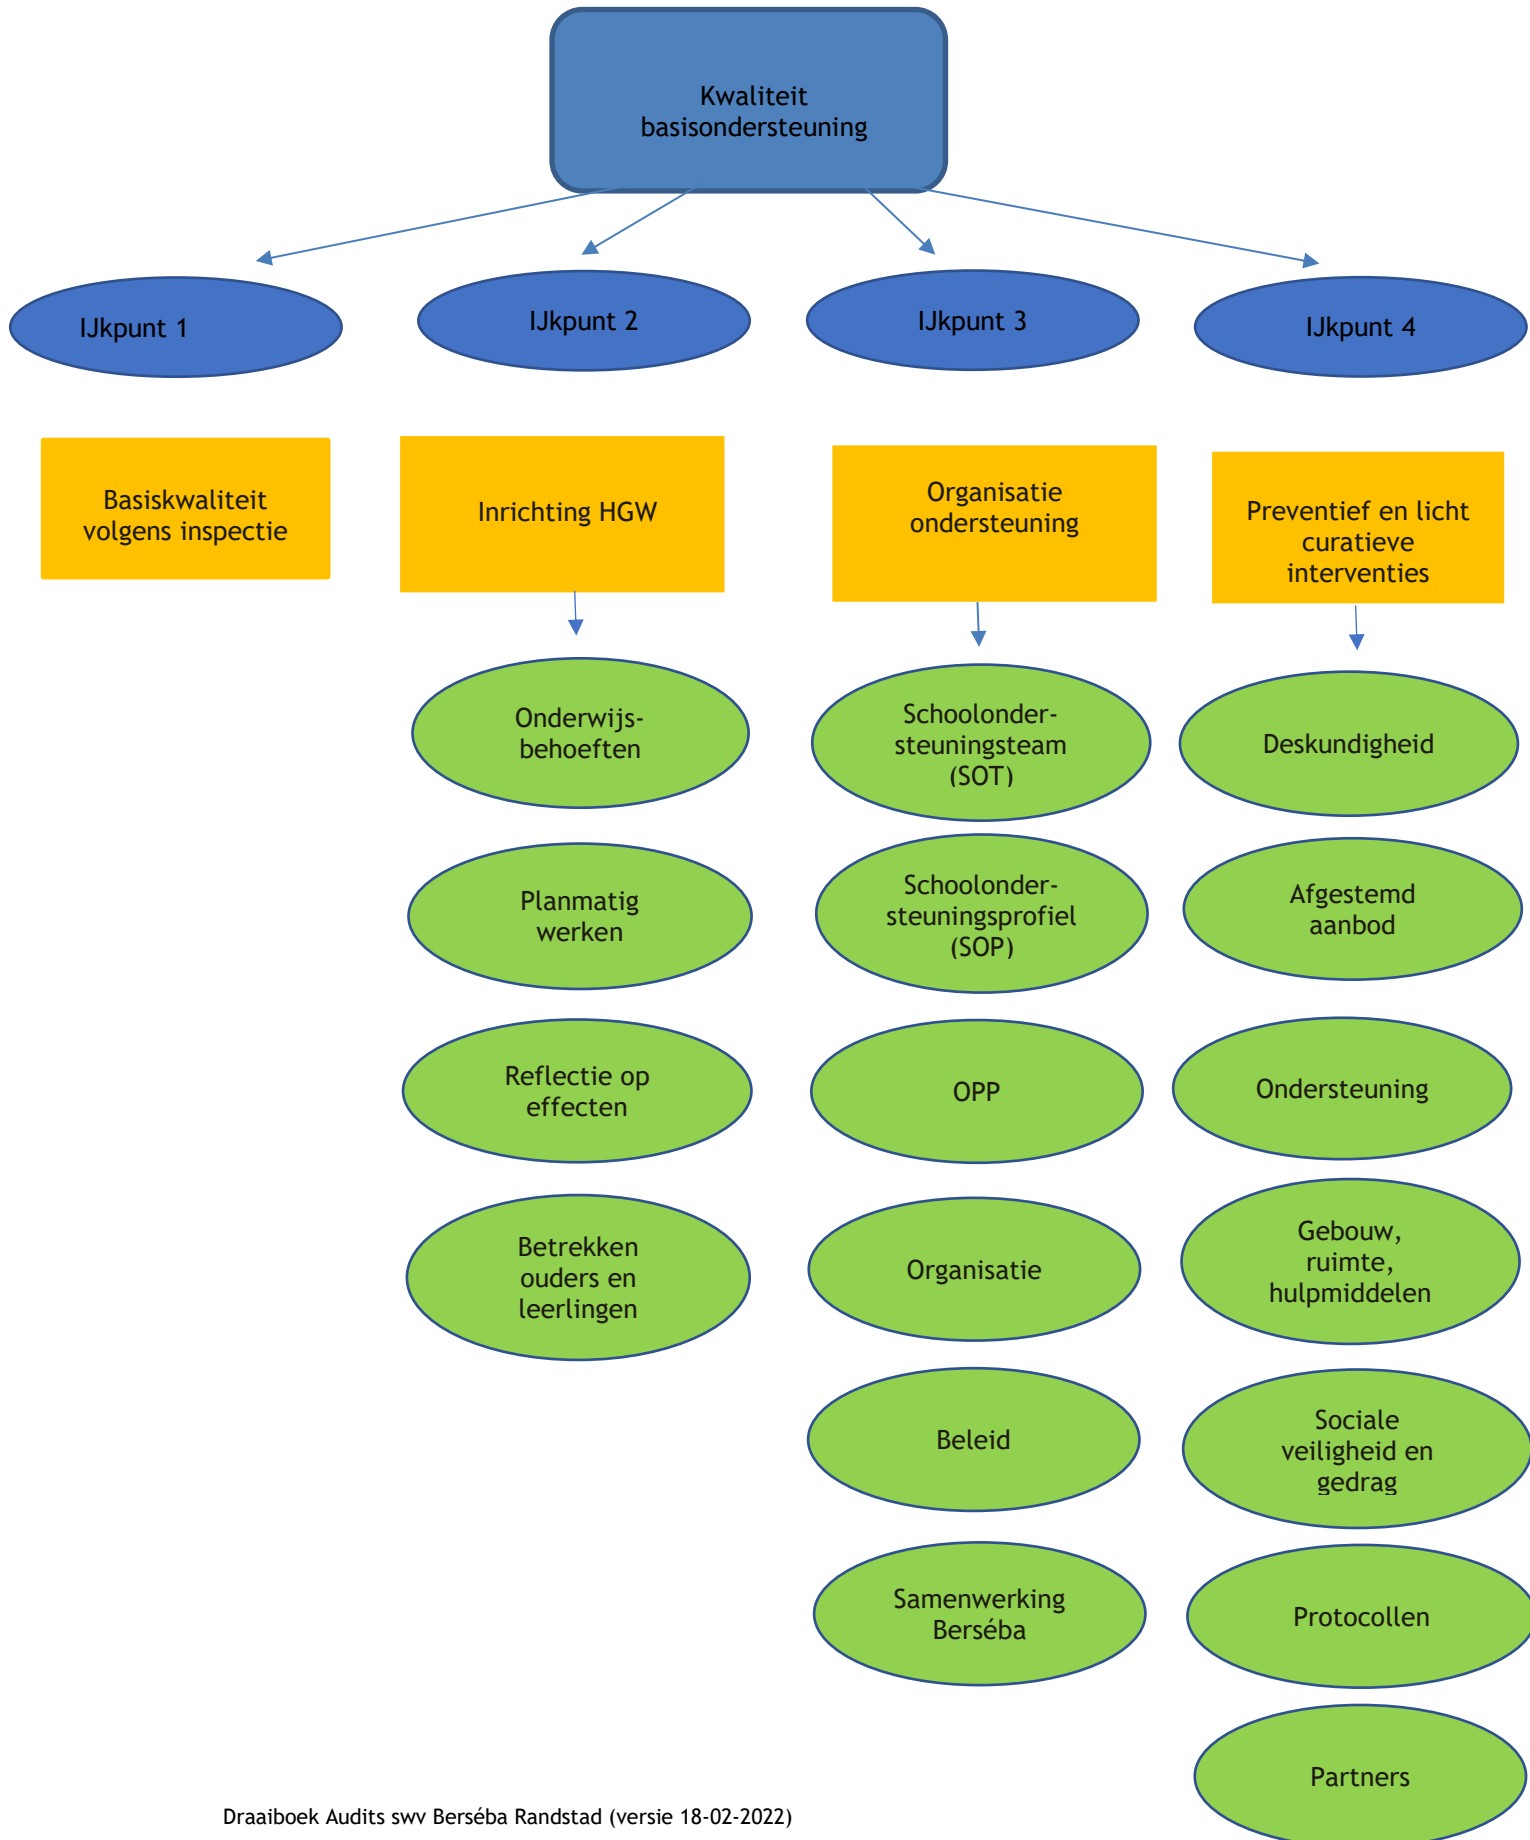 Kwaliteit
basisondersteuning
IJkpunt 1
IJkpunt 2
IJkpunt 3
IJkpunt 4
Basiskwaliteit
volgens inspectie
Inrichting HGW
Organisatie
ondersteuning
Preventief en licht
curatieve
interventies
Onderwijs-
behoeften
Planmatig
werken
Reflectie op
effecten
Betrekken
ouders en
leerlingen
Schoolonder-
steuningsteam
(SOT)
Schoolonder-
steuningsprofiel
(SOP)
OPP
Organisatie
Beleid
Samenwerking
Berséba
Deskundigheid
Afgestemd
aanbod
Ondersteuning
Gebouw,
ruimte,
hulpmiddelen
Sociale
veiligheid en
gedrag
Protocollen
Partners
Draaiboek Audits swv Berséba Randstad (versie 18-02-2022)